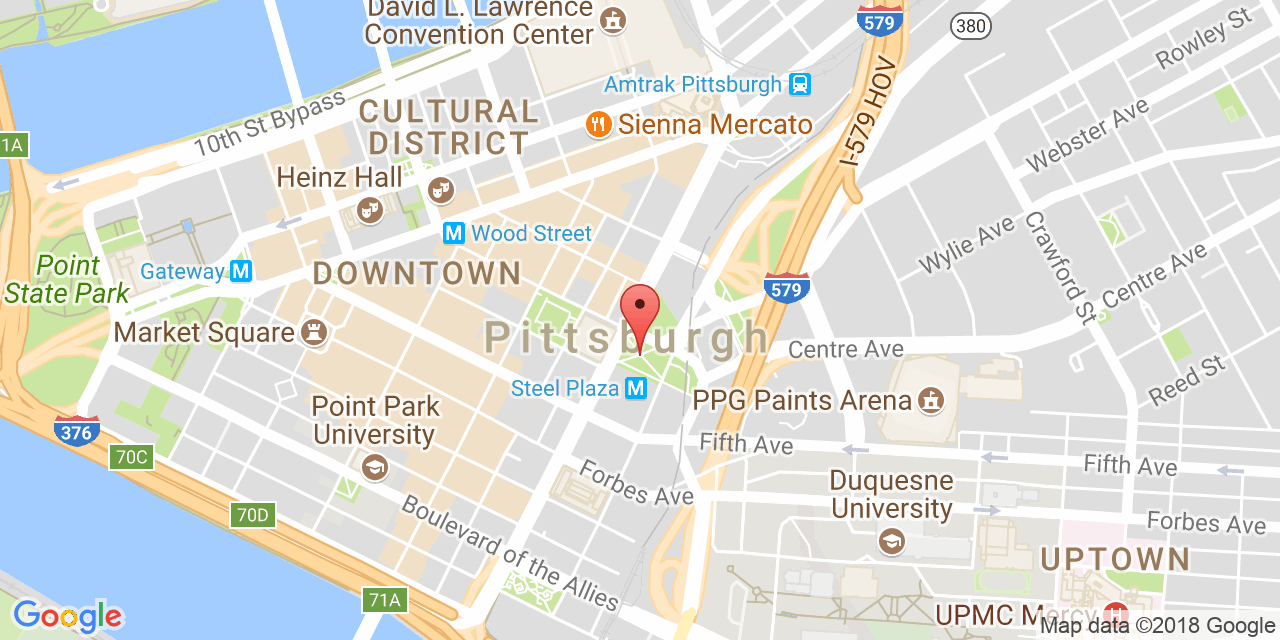 David L. Lawrence
Convention Center
579
380
Rowley St
Amtrak Pittsburgh
I-579 HOV
10th St Bypass
CULTURAL
DISTRICT
Sienna Mercato
Webster Ave
1A
Heinz Hall
M Wood Street
Wylie Ave
Crawford St
Centre Ave
Point
State Park
Gateway M
DOWNTOWN
579
Market Square
Pittsburgh
Centre Ave
Reed St
Steel Plaza M
PPG Paints Arena
Point Park
University
376
70C
Fifth Ave
Fifth Ave
Forbes Ave
Duquesne
University
70D
Boulevard of the Allies
Forbes Ave
UPTOWN
71A
UPMC Mercy
H
Google
Map data ©2018 Google